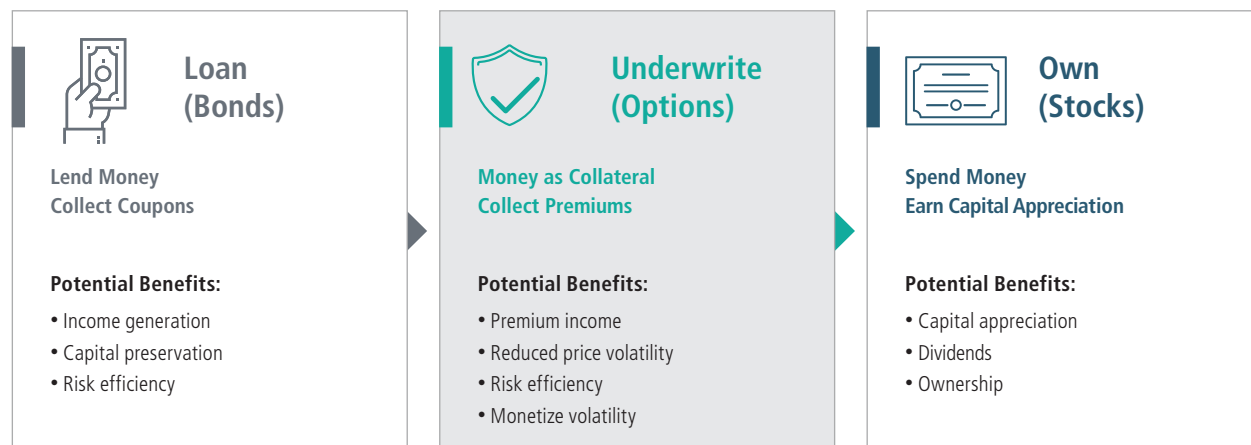 Loan
(Bonds)
Lend Money
Collect Coupons
Potential Benefits:
• Income generation
• Capital preservation
• Risk efficiency
Underwrite
(Options)
Money as Collateral
Collect Premiums
Potential Benefits:
• Premium income
• Reduced price volatility
• Risk efficiency
• Monetize volatility
Own
(Stocks)
Spend Money
Earn Capital Appreciation
Potential Benefits:
• Capital appreciation
• Dividends
• Ownership